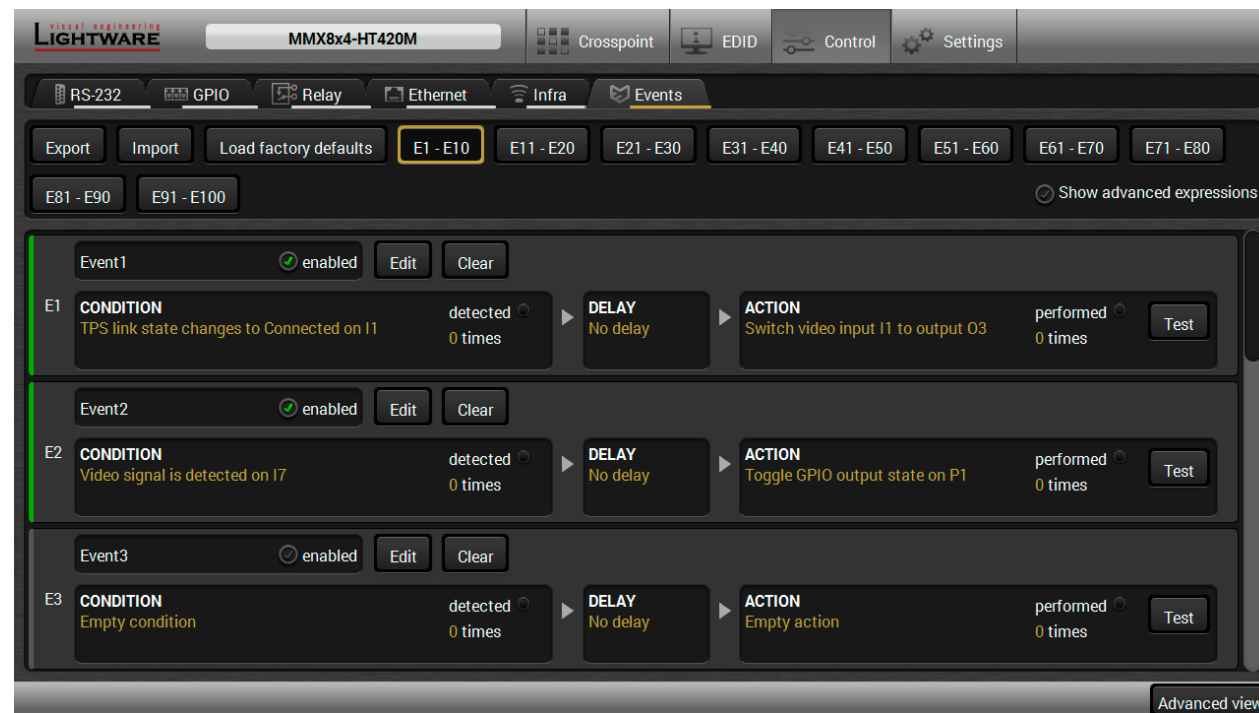 visual engineering
LIGHTWARE
MMX8x4-HT420M
Crosspoint
EDID
Control
Settings
RS-232
GPIO
Relay
Ethernet
Infra
Events
Export
Import
Load factory defaults
E1 - E10
E11 - E20
E21 - E30
E31 - E40
E41 - E50
E51 - E60
E61 - E70
E71 - E80
E81 - E90
E91 - E100
Show advanced expressions
Event1
enabled
Edit
Clear
E1
CONDITION
TPS link state changes to Connected on I1
detected
0 times
DELAY
No delay
ACTION
Switch video input I1 to output O3
performed
0 times
Test
Event2
enabled
Edit
Clear
E2
CONDITION
Video signal is detected on I7
detected
0 times
DELAY
No delay
ACTION
Toggle GPIO output state on P1
performed
0 times
Test
Event3
enabled
Edit
Clear
E3
CONDITION
Empty condition
detected
0 times
DELAY
No delay
ACTION
Empty action
performed
0 times
Test
Advanced view